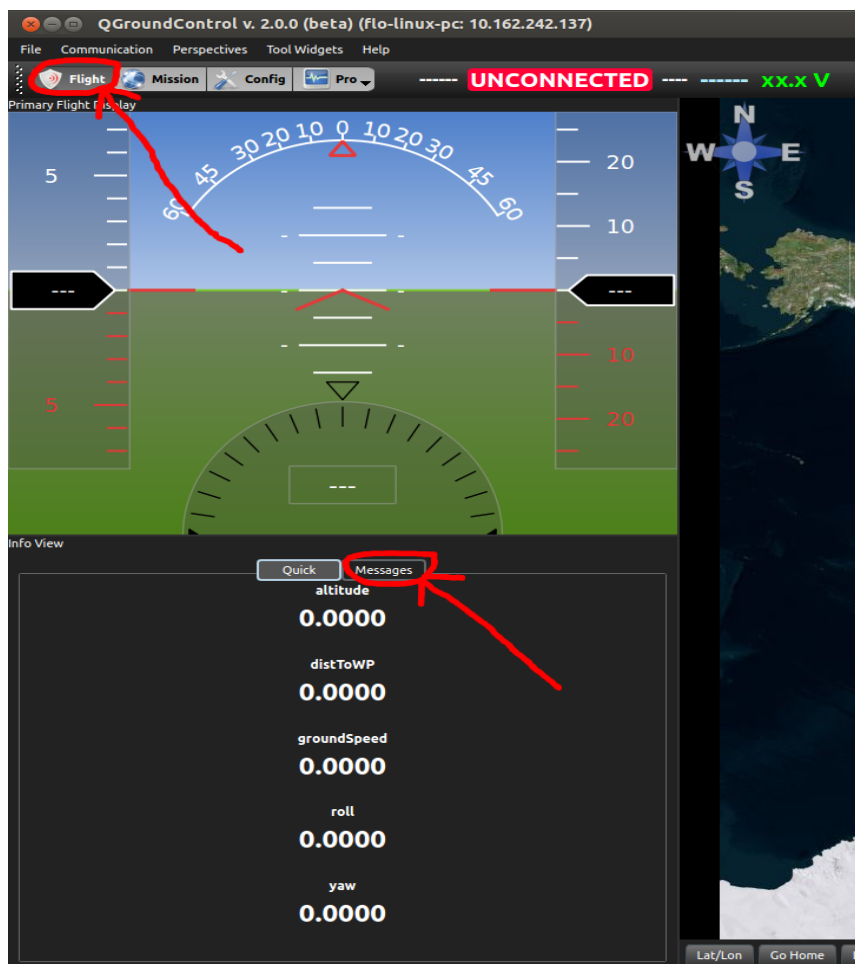 QGroundControl v. 2.0.0 (beta) (Flo-linux-pc: 10.162.242.137)
File Communication Perspectives Tool Widgets Help
Flight Mission Config Pro ------ UNCONNECTED ---- ------ xx.x V
Primary Flight Display
N
W E
S
60 45 30 20 10 0 10 20 30 45 60
5 20
10
--- ---
10
5 20
---
Info View
Quick Messages
altitude
0.0000
distToWP
0.0000
groundSpeed
0.0000
roll
0.0000
yaw
0.0000
Lat/Lon Go Home